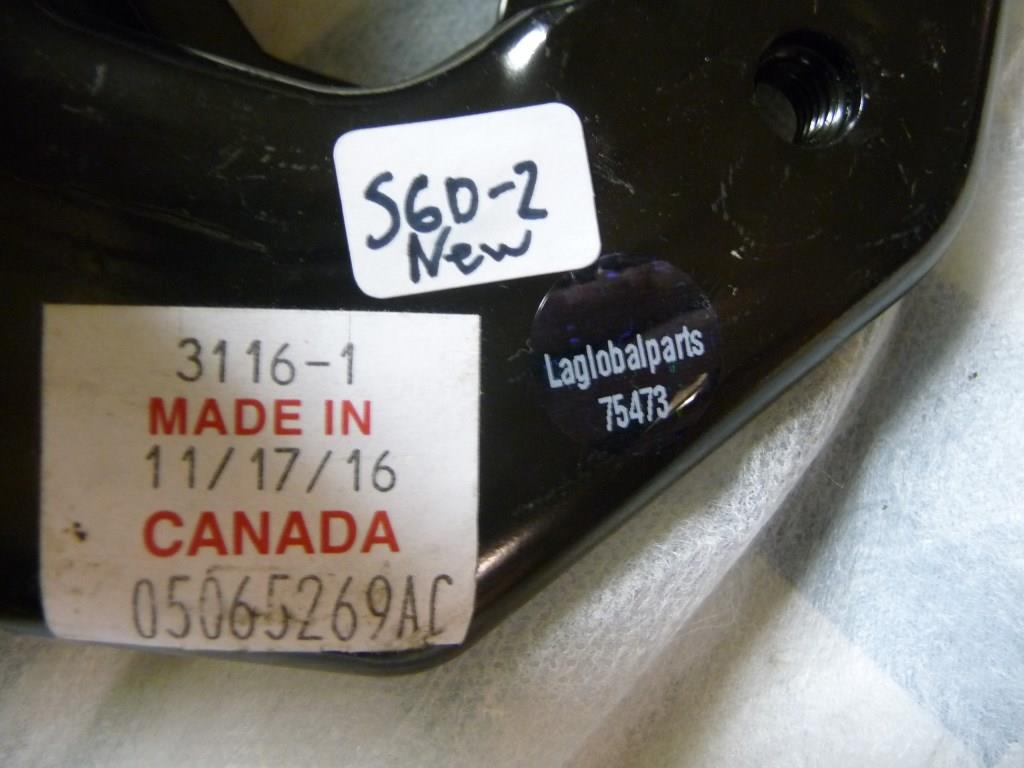 S6D-2
New
3116-1
MADE IN
11/17/16
CANADA
05065269AC
Laglobalparts
75473